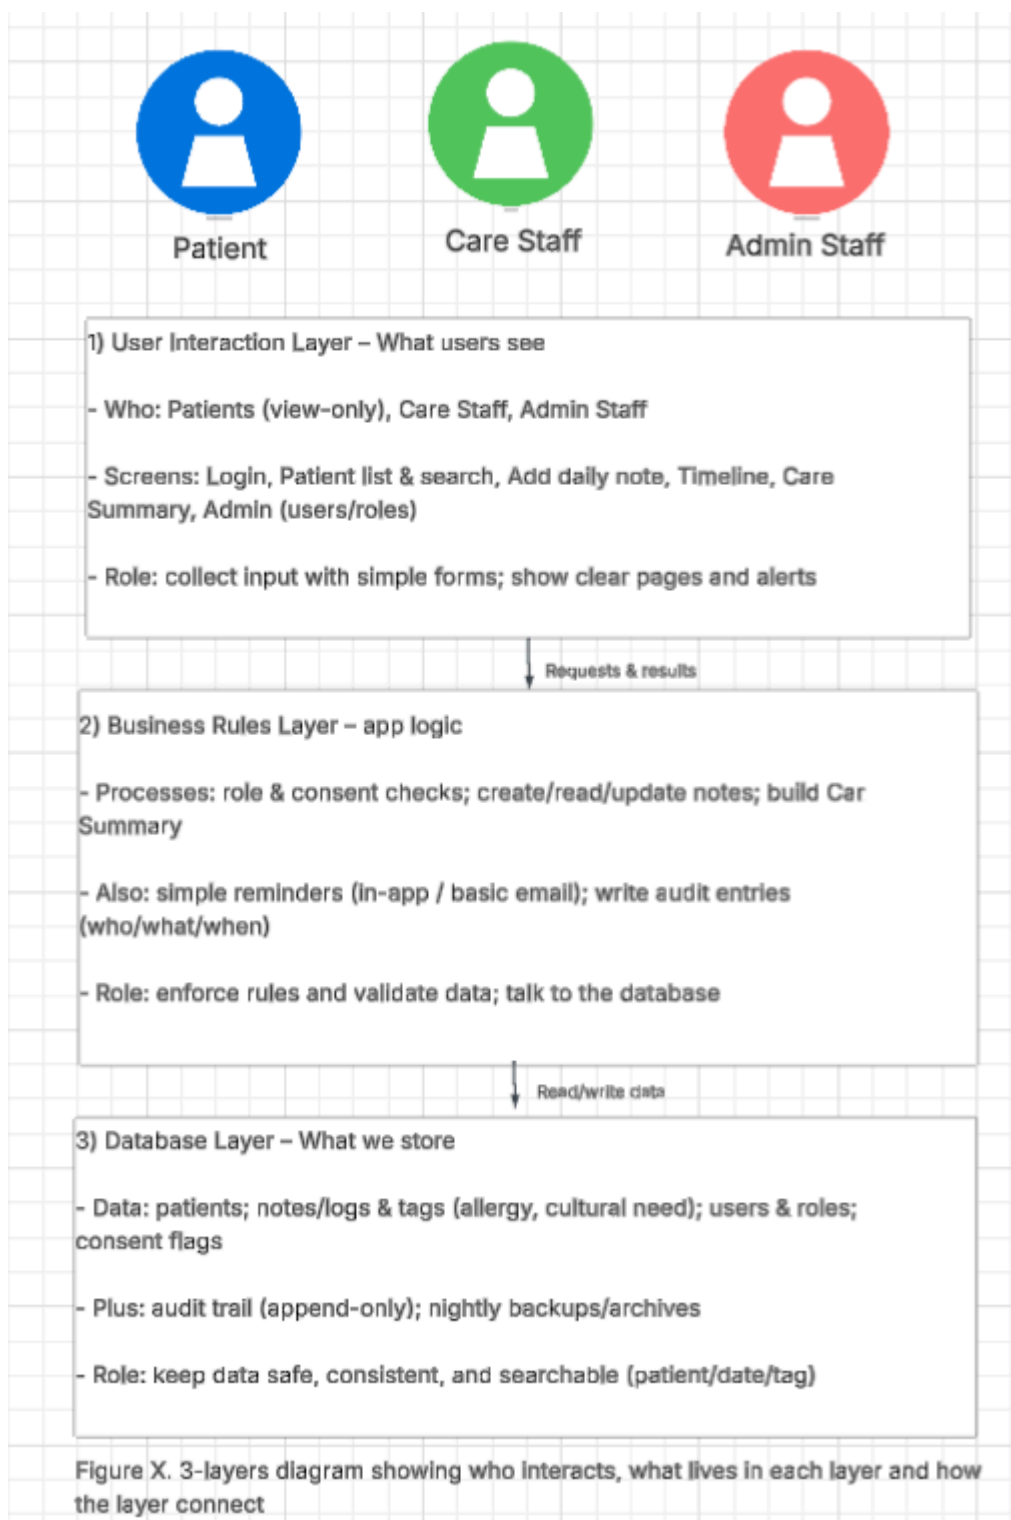 Patient
Care Staff
Admin Staff
1) User Interaction Layer – What users see
- Who: Patients (view-only), Care Staff, Admin Staff
- Screens: Login, Patient list & search, Add daily note, Timeline, Care
Summary, Admin (users/roles)
- Role: collect input with simple forms; show clear pages and alerts
Requests & results
2) Business Rules Layer – app logic
- Processes: role & consent checks; create/read/update notes; build Car
Summary
- Also: simple reminders (in-app / basic email); write audit entries
(who/what/when)
- Role: enforce rules and validate data; talk to the database
Read/write data
3) Database Layer – What we store
- Data: patients; notes/logs & tags (allergy, cultural need); users & roles;
consent flags
- Plus: audit trail (append-only); nightly backups/archives
- Role: keep data safe, consistent, and searchable (patient/date/tag)
Figure X. 3-layers diagram showing who interacts, what lives in each layer and how
the layer connect